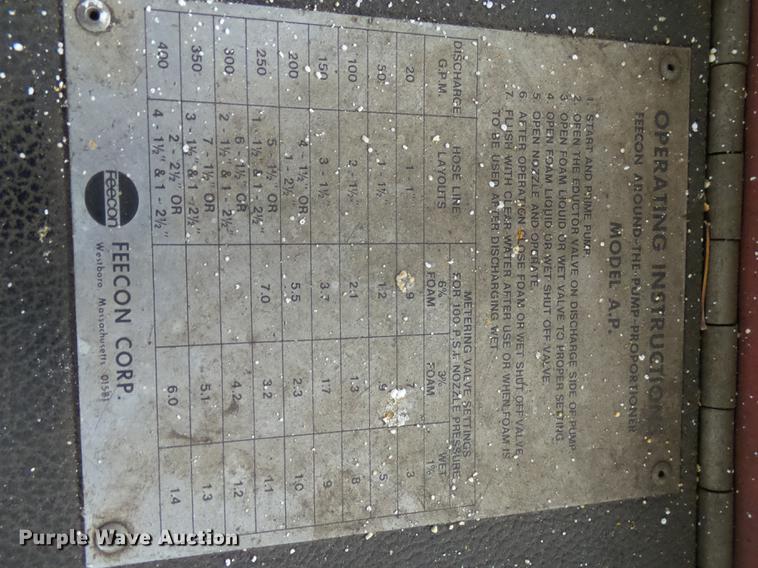 OPERATING INSTRUCTIONS
FEECON AROUND-THE-PUMP PROPORTIONER
MODEL A.P.
1. START AND PRIME PUMP.
2. OPEN THE EDUCTOR VALVE ON DISCHARGE SIDE OF PUMP
3. OPEN FOAM LIQUID OR WET VALVE TO PROPER SETTING.
4. OPEN FOAM LIQUID OR WET SHUT OFF VALVE.
5. OPEN NOZZLE AND OPERATE.
6. AFTER OPERATION CLOSE FOAM OR WET SHUT OFF VALVE.
7. FLUSH WITH CLEAR WATER AFTER USE OR WHEN FOAM IS
TO BE USED AFTER DISCHARGING WET.
METERING VALVE SETTINGS
FOR 100 P.S.I. NOZZLE PRESSURE
DISCHARGE G.P.M. HOSE LINE LAYOUTS 6% FOAM 3% FOAM WET 1%
20 1 - 1" .9 .7 .3
50 1 - 1½" 1.2 .9 .5
100 2 - 1½" 2.1 1.3 .8
150 3 - 1½" 3.7 1.7 .9
200 4 - 1½" OR 1 - 2½" 5.5 2.3 1.0
250 5 - 1½" OR 1 - 1½" & 1 - 2½" 7.0 3.2 1.1
300 6 - 1½" OR 2 - 1½" & 1 - 2½" 4.2 1.2
350 7 - 1½" OR 3 - 1½" & 1 - 2½" 5.1 1.3
400 2 - 2½" OR 4 - 1½" & 1 - 2½" 6.0 1.4
Feecon FEECON CORP.
Westboro, Massachusetts 01581
Purple Wave Auction